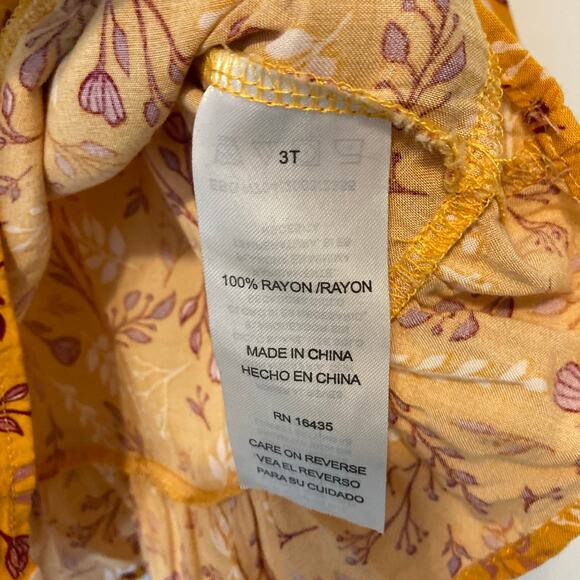 3T
100% RAYON /RAYON
MADE IN CHINA
HECHO EN CHINA
RN 16435
CARE ON REVERSE
VEA EL REVERSO
PARA SU CUIDADO